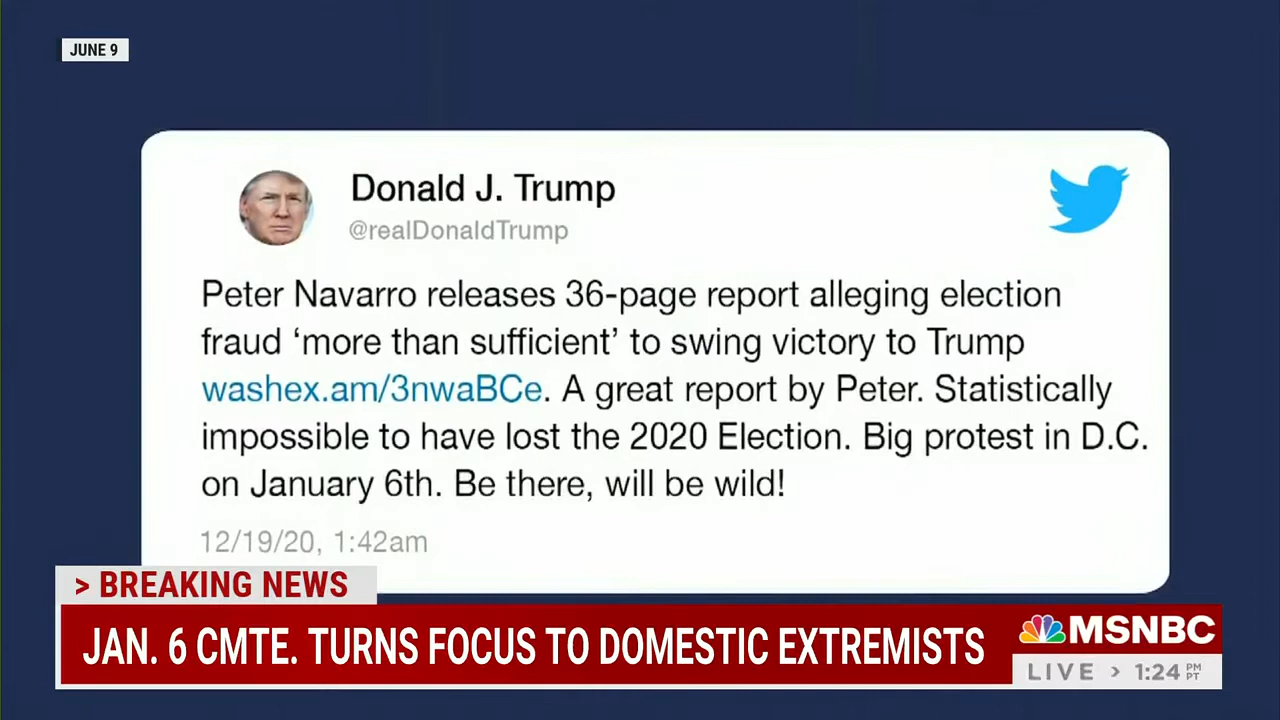 JUNE 9
Donald J. Trump
@realDonaldTrump
Peter Navarro releases 36-page report alleging election
fraud ‘more than sufficient’ to swing victory to Trump
washex.am/3nwaBCe. A great report by Peter. Statistically
impossible to have lost the 2020 Election. Big protest in D.C.
on January 6th. Be there, will be wild!
12/19/20, 1:42am
> BREAKING NEWS
JAN. 6 CMTE. TURNS FOCUS TO DOMESTIC EXTREMISTS
MSNBC
LIVE > 1:24 PM PT